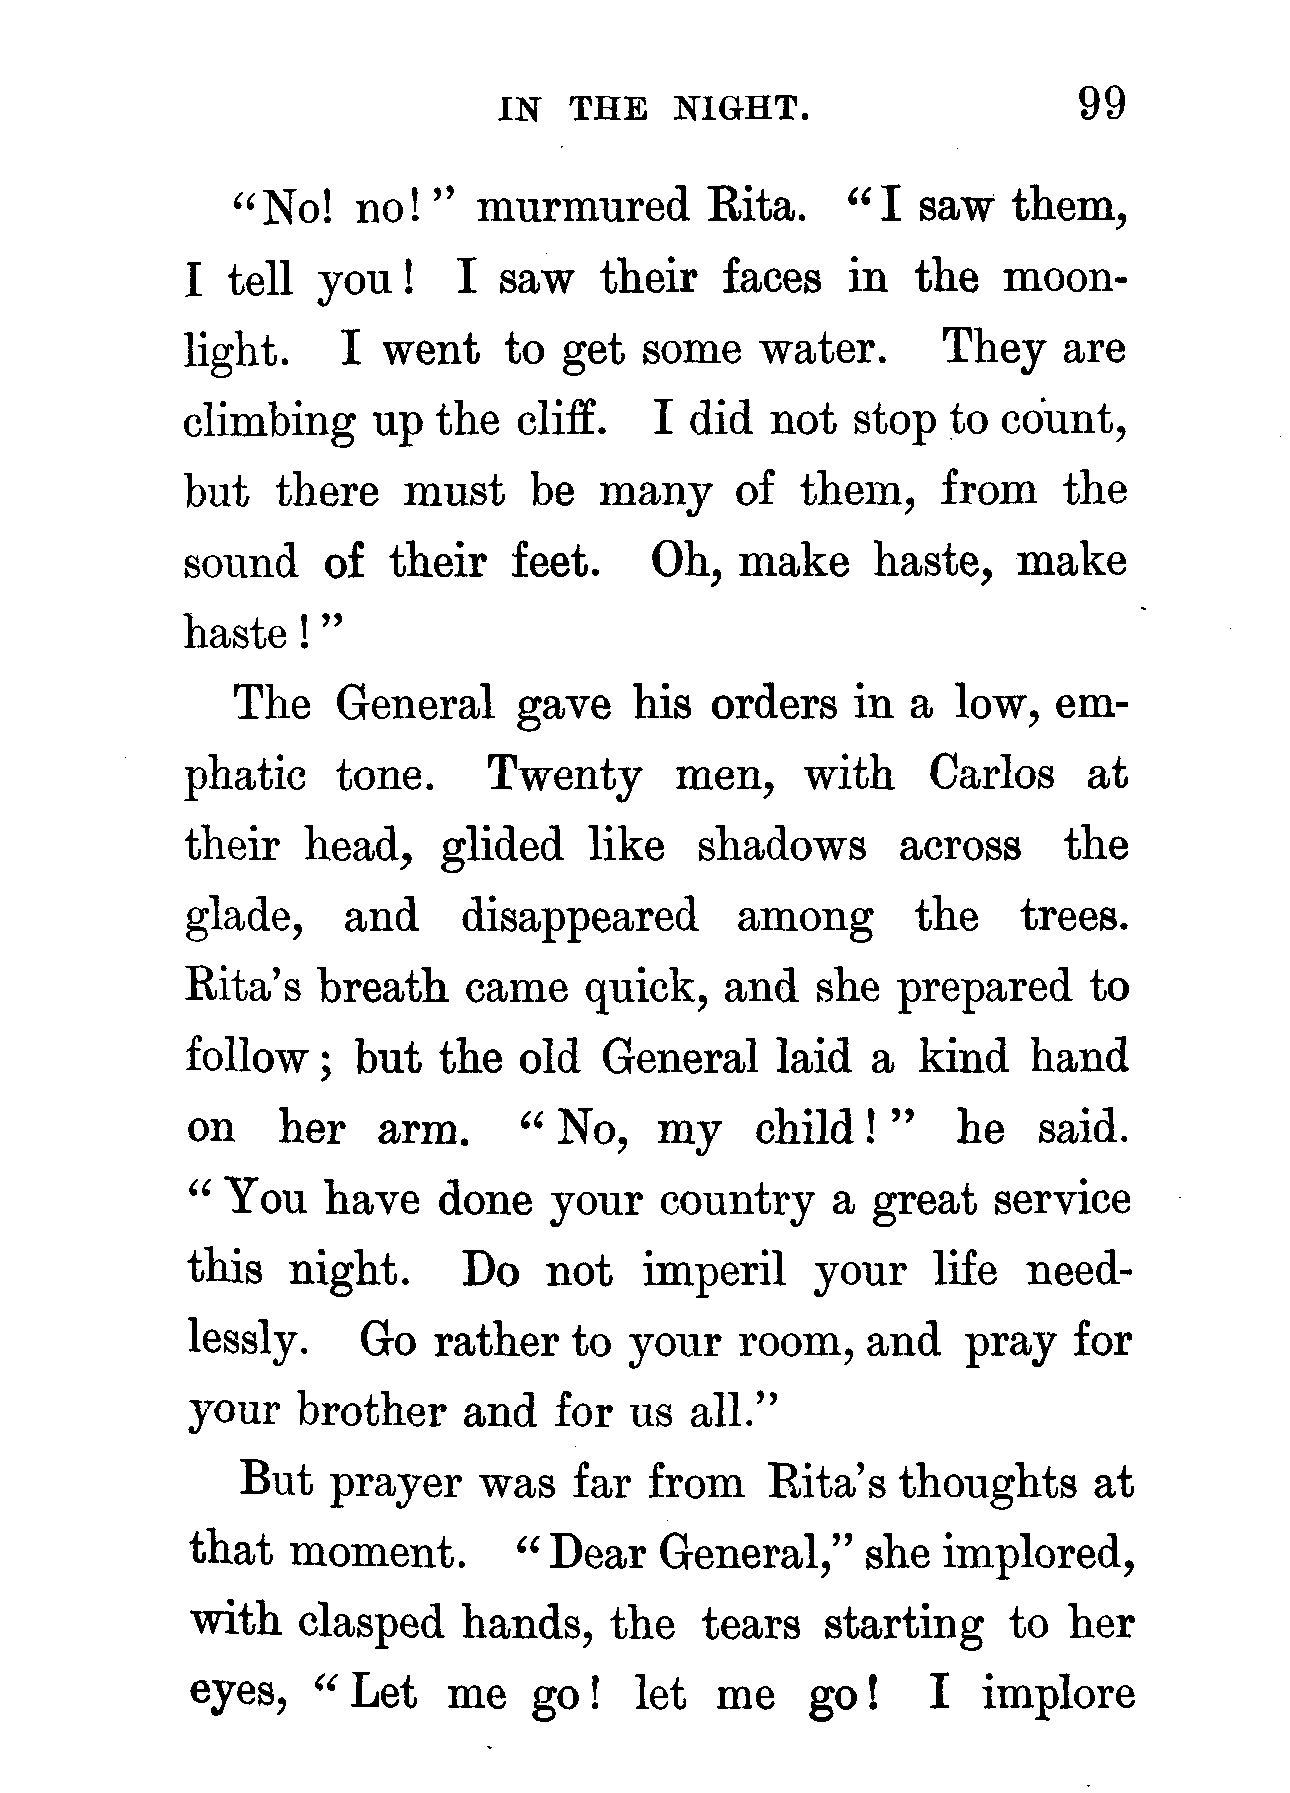 IN THE NIGHT. 99
"No! no!" murmured Rita. "I saw them,
I tell you! I saw their faces in the moon-
light. I went to get some water. They are
climbing up the cliff. I did not stop to count,
but there must be many of them, from the
sound of their feet. Oh, make haste, make
haste!"
The General gave his orders in a low, em-
phatic tone. Twenty men, with Carlos at
their head, glided like shadows across the
glade, and disappeared among the trees.
Rita's breath came quick, and she prepared to
follow; but the old General laid a kind hand
on her arm. "No, my child!" he said.
"You have done your country a great service
this night. Do not imperil your life need-
lessly. Go rather to your room, and pray for
your brother and for us all."
But prayer was far from Rita's thoughts at
that moment. "Dear General," she implored,
with clasped hands, the tears starting to her
eyes, "Let me go! let me go! I implore